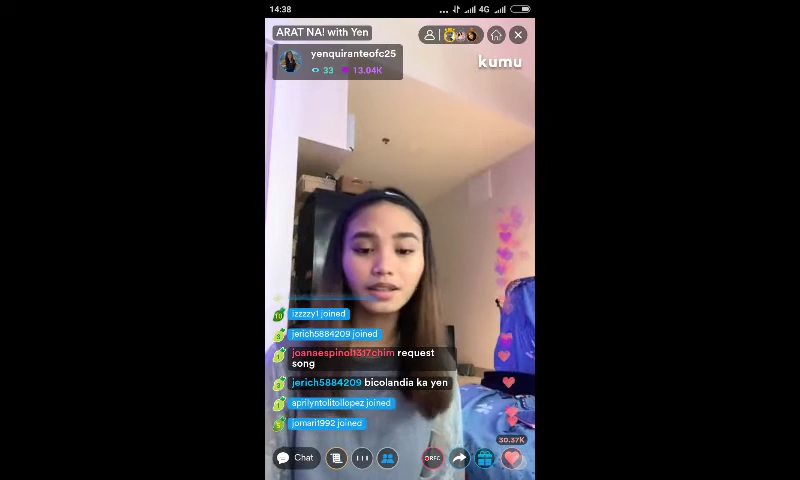 14:38
4G
ARAT NA! with Yen
yenquiranteofc25
33
13.04K
kumu
izzzzy1 joined
jerich5884209 joined
joanaespinol1317chim request
song
jerich5884209 bicolandia ka yen
aprilyntolitollopez joined
jomari1992 joined
50.37K
Chat